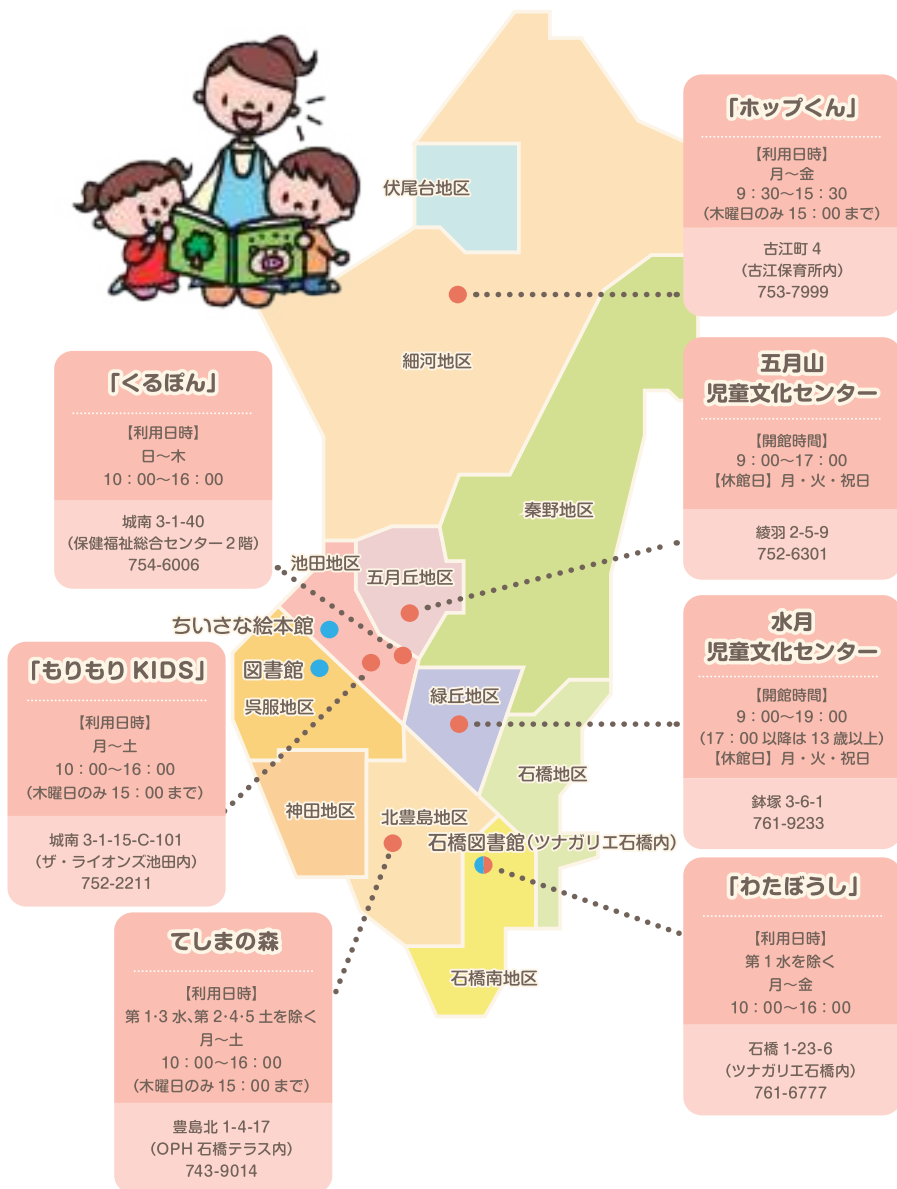 「ホップくん」
【利用日時】
月～金
9：30～15：30
(木曜日のみ 15：00 まで)
古江町 4
(古江保育所内)
753-7999
伏尾台地区
細河地区
「くるぽん」
【利用日時】
日～木
10：00～16：00
城南 3-1-40
(保健福祉総合センター 2 階)
754-6006
五月山
児童文化センター
【開館時間】
9：00～17：00
【休館日】月・火・祝日
綾羽 2-5-9
752-6301
秦野地区
池田地区
五月丘地区
ちいさな絵本館
図書館
呉服地区
緑丘地区
水月
児童文化センター
【開館時間】
9：00～19：00
(17：00 以降は 13 歳以上)
【休館日】月・火・祝日
鉢塚 3-6-1
761-9233
「もりもり KIDS」
【利用日時】
月～土
10：00～16：00
(木曜日のみ 15：00 まで)
城南 3-1-15-C-101
(ザ・ライオンズ池田内)
752-2211
石橋地区
神田地区
北豊島地区
石橋図書館(ツナガリエ石橋内)
石橋南地区
「わたぼうし」
【利用日時】
第 1 水を除く
月～金
10：00～16：00
石橋 1-23-6
(ツナガリエ石橋内)
761-6777
てしまの森
【利用日時】
第 1・3 水、第 2・4・5 土を除く
月～土
10：00～16：00
(木曜日のみ 15：00 まで)
豊島北 1-4-17
(OPH 石橋テラス内)
743-9014